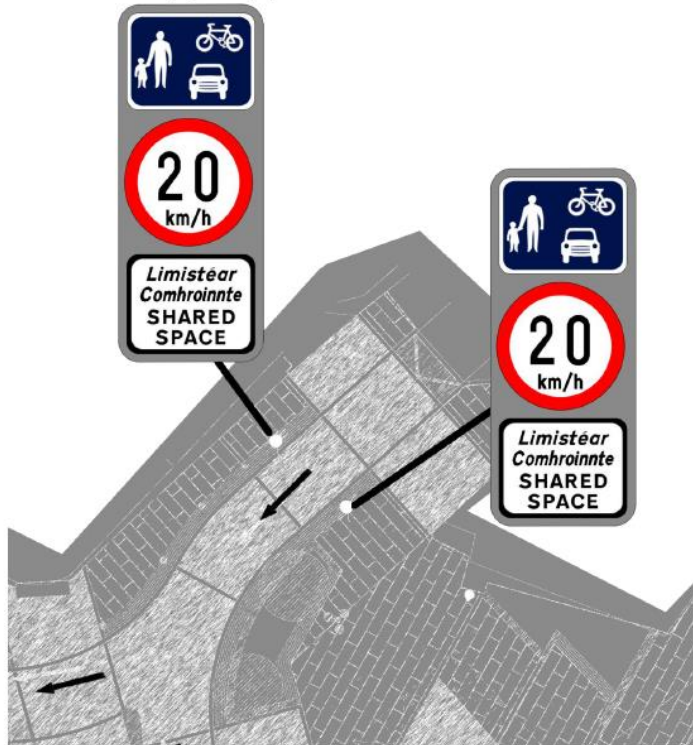 20
km/h
Limistéar
Comhroinnte
SHARED
SPACE
20
km/h
Limistéar
Comhroinnte
SHARED
SPACE